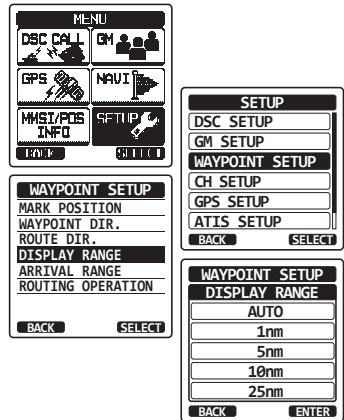 MENU
DSC CALL
GM
GPS
NAVI
MMSI/POS
INFO
SETUP
BACK
SELECT
SETUP
DSC SETUP
GM SETUP
WAYPOINT SETUP
CH SETUP
GPS SETUP
ATIS SETUP
BACK
SELECT
WAYPOINT SETUP
MARK POSITION
WAYPOINT DIR.
ROUTE DIR.
DISPLAY RANGE
ARRIVAL RANGE
ROUTING OPERATION
BACK
SELECT
WAYPOINT SETUP
DISPLAY RANGE
AUTO
1nm
5nm
10nm
25nm
BACK
ENTER